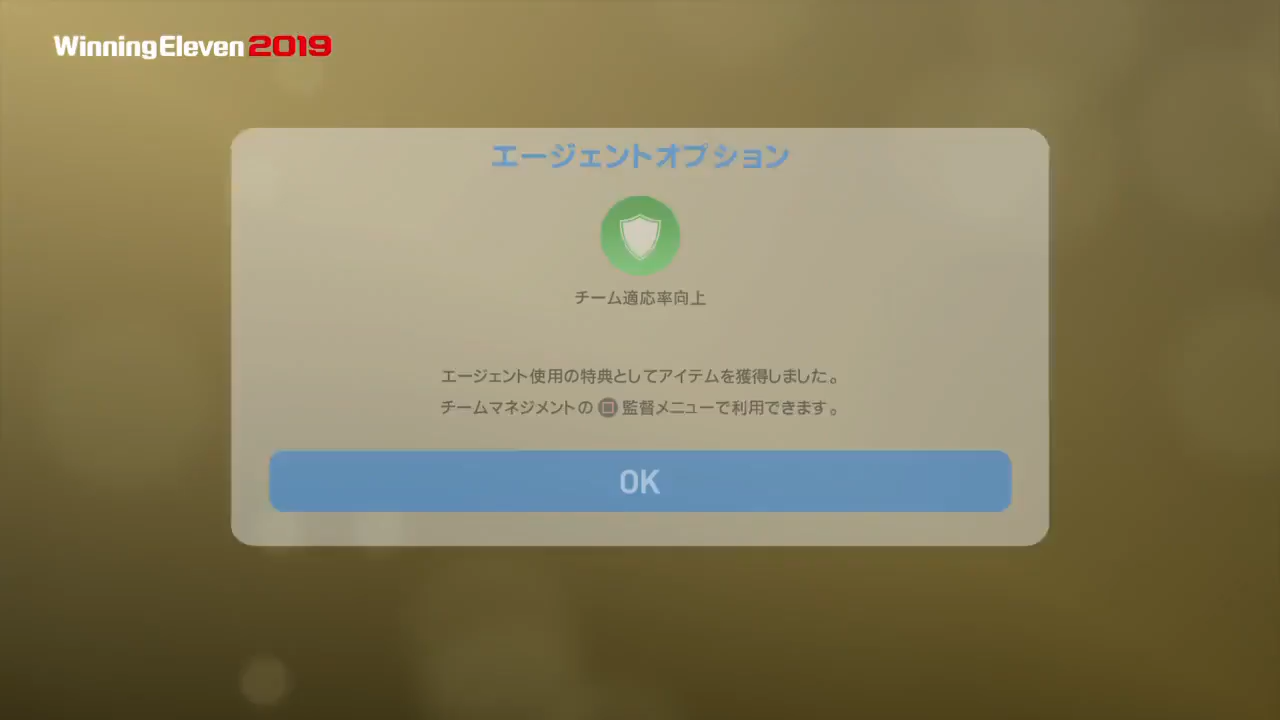 WinningEleven 2019
エージェントオプション
チーム適応率向上
エージェント使用の特典としてアイテムを獲得しました。
チームマネジメントの 監督メニューで利用できます。
OK